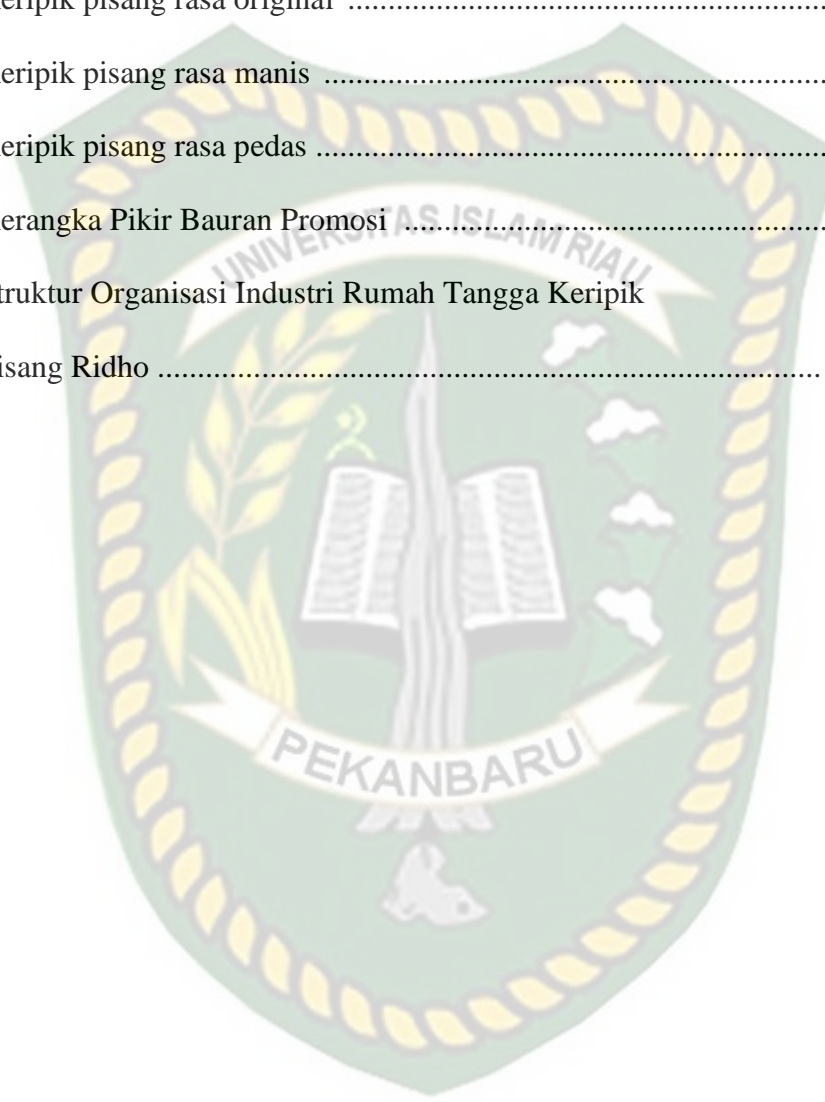 eripik pisang rasa original ..........................................................
eripik pisang rasa manis ..............................................................
eripik pisang rasa pedas ...............................................................
erangka Pikir Bauran Promosi ....................................................
truktur Organisasi Industri Rumah Tangga Keripik
isang Ridho ..................................................................................
UNIVERSITAS ISLAM RIAU
PEKANBARU